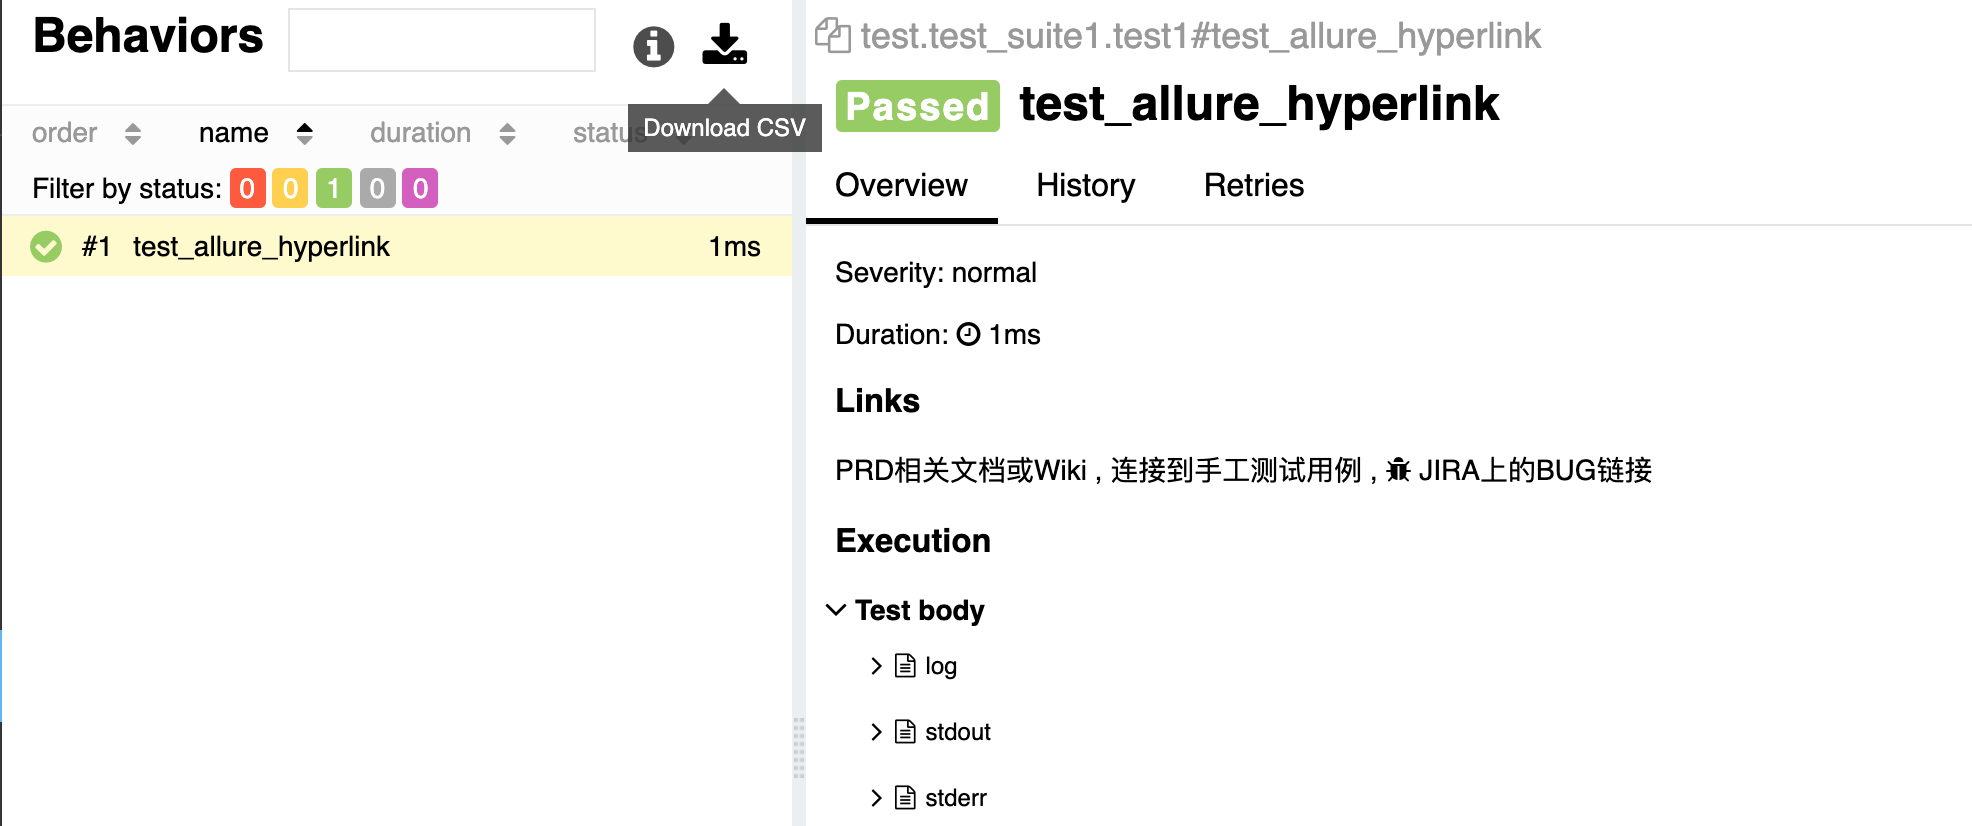 Behaviors
Download CSV
order name duration status
Filter by status: 0 0 1 0 0
#1 test_allure_hyperlink 1ms
test.test_suite1.test1#test_allure_hyperlink
Passed test_allure_hyperlink
Overview History Retries
Severity: normal
Duration: 1ms
Links
PRD相关文档或Wiki , 连接到手工测试用例 , JIRA上的BUG链接
Execution
Test body
log
stdout
stderr